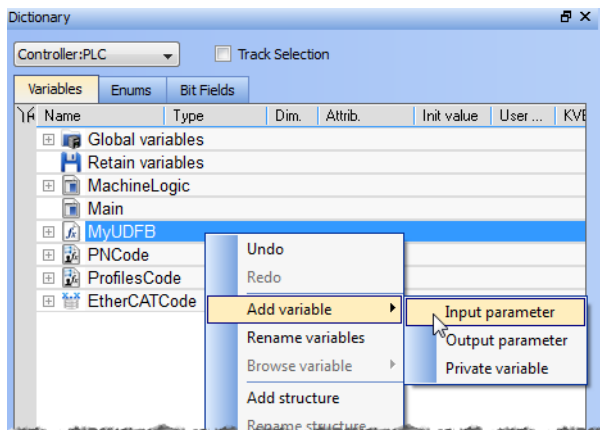 Dictionary
Controller:PLC Track Selection
Variables Enums Bit Fields
Name Type Dim. Attrib. Init value User ... KVB
Global variables
Retain variables
MachineLogic
Main
MyUDFB
PNCode
ProfilesCode
EtherCATCode
Undo
Redo
Add variable
Rename variables
Browse variable
Add structure
Rename structure
Input parameter
Output parameter
Private variable